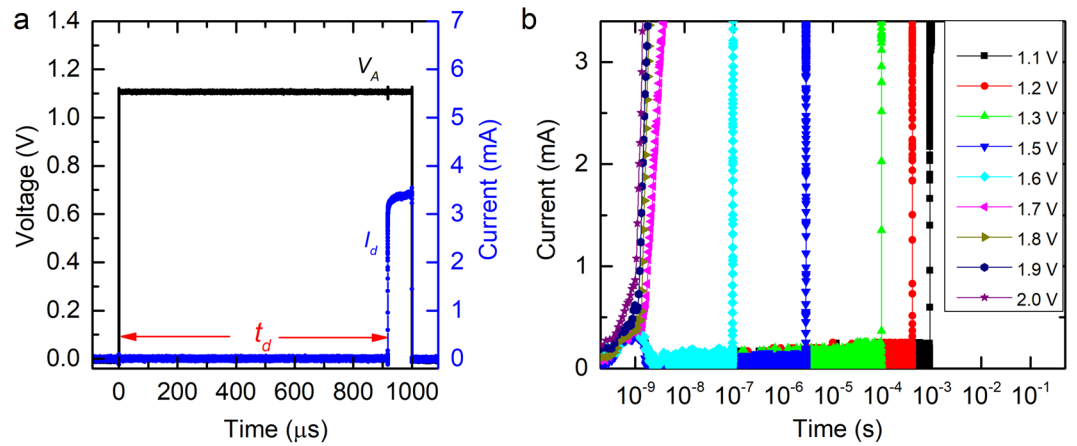 a
1.4
1.2
1.0
0.8
0.6
0.4
0.2
0.0
Voltage (V)
V_A
I_d
t_d
7
6
5
4
3
2
1
0
Current (mA)
0 200 400 600 800 1000
Time (μs)
b
3
2
1
0
Current (mA)
1.1 V
1.2 V
1.3 V
1.5 V
1.6 V
1.7 V
1.8 V
1.9 V
2.0 V
10⁻⁹ 10⁻⁸ 10⁻⁷ 10⁻⁶ 10⁻⁵ 10⁻⁴ 10⁻³ 10⁻² 10⁻¹
Time (s)